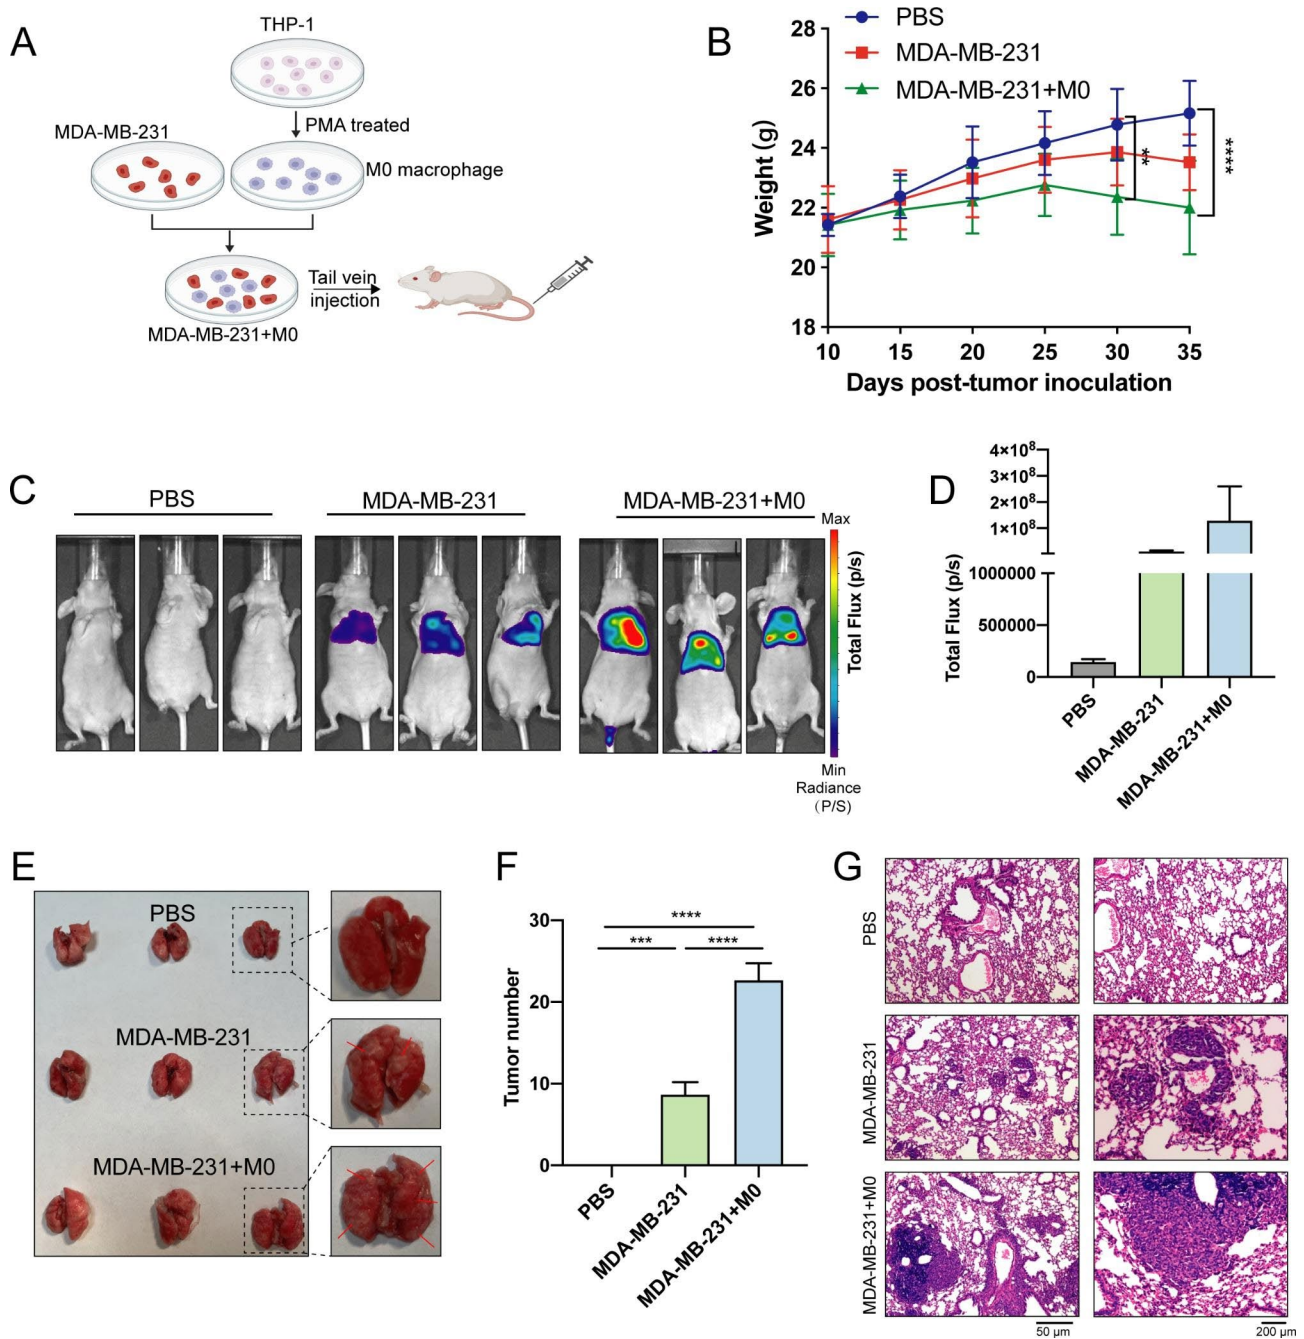 A
THP-1
PMA treated
MDA-MB-231
M0 macrophage
Tail vein
injection
MDA-MB-231+M0
B
PBS
MDA-MB-231
MDA-MB-231+M0
Weight (g)
28
26
24
22
20
18
**
****
10 15 20 25 30 35
Days post-tumor inoculation
C
PBS
MDA-MB-231
MDA-MB-231+M0
Max
Total Flux (p/s)
Min
Radiance
(P/S)
D
Total Flux (p/s)
4×10⁸
3×10⁸
2×10⁸
1×10⁸
1000000
500000
0
PBS
MDA-MB-231
MDA-MB-231+M0
E
PBS
MDA-MB-231
MDA-MB-231+M0
F
Tumor number
30
20
10
0
****
*** ****
PBS
MDA-MB-231
MDA-MB-231+M0
G
PBS
MDA-MB-231
MDA-MB-231+M0
50 μm
200 μm